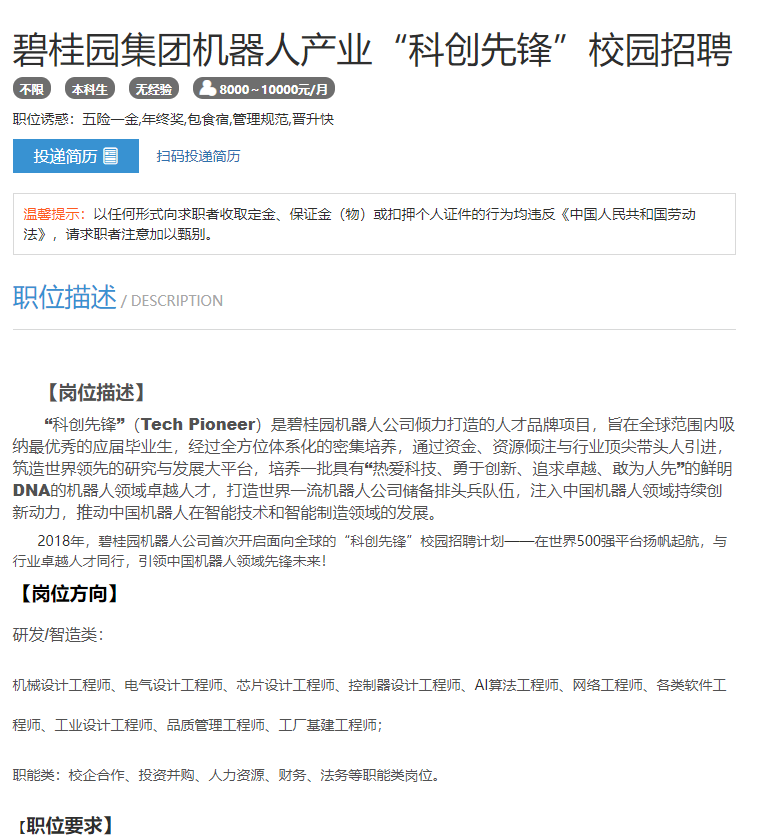 碧桂园集团机器人产业“科创先锋”校园招聘
不限 本科生 无经验 8000~10000元/月
职位诱惑：五险一金,年终奖,包食宿,管理规范,晋升快
投递简历 扫码投递简历
温馨提示：以任何形式向求职者收取定金、保证金（物）或扣押个人证件的行为均违反《中国人民共和国劳动
法》，请求职者注意加以甄别。
职位描述 / DESCRIPTION
【岗位描述】
“科创先锋”（Tech Pioneer）是碧桂园机器人公司倾力打造的人才品牌项目，旨在全球范围内吸
纳最优秀的应届毕业生，经过全方位体系化的密集培养，通过资金、资源倾注与行业顶尖带头人引进，
筑造世界领先的研究与发展大平台，培养一批具有“热爱科技、勇于创新、追求卓越、敢为人先”的鲜明
DNA的机器人领域卓越人才，打造世界一流机器人公司储备排头兵队伍，注入中国机器人领域持续创
新动力，推动中国机器人在智能技术和智能制造领域的发展。
2018年，碧桂园机器人公司首次开启面向全球的“科创先锋”校园招聘计划——在世界500强平台扬帆起航，与
行业卓越人才同行，引领中国机器人领域先锋未来！
【岗位方向】
研发/智造类：
机械设计工程师、电气设计工程师、芯片设计工程师、控制器设计工程师、AI算法工程师、网络工程师、各类软件工
程师、工业设计工程师、品质管理工程师、工厂基建工程师；
职能类：校企合作、投资并购、人力资源、财务、法务等职能类岗位。
【职位要求】